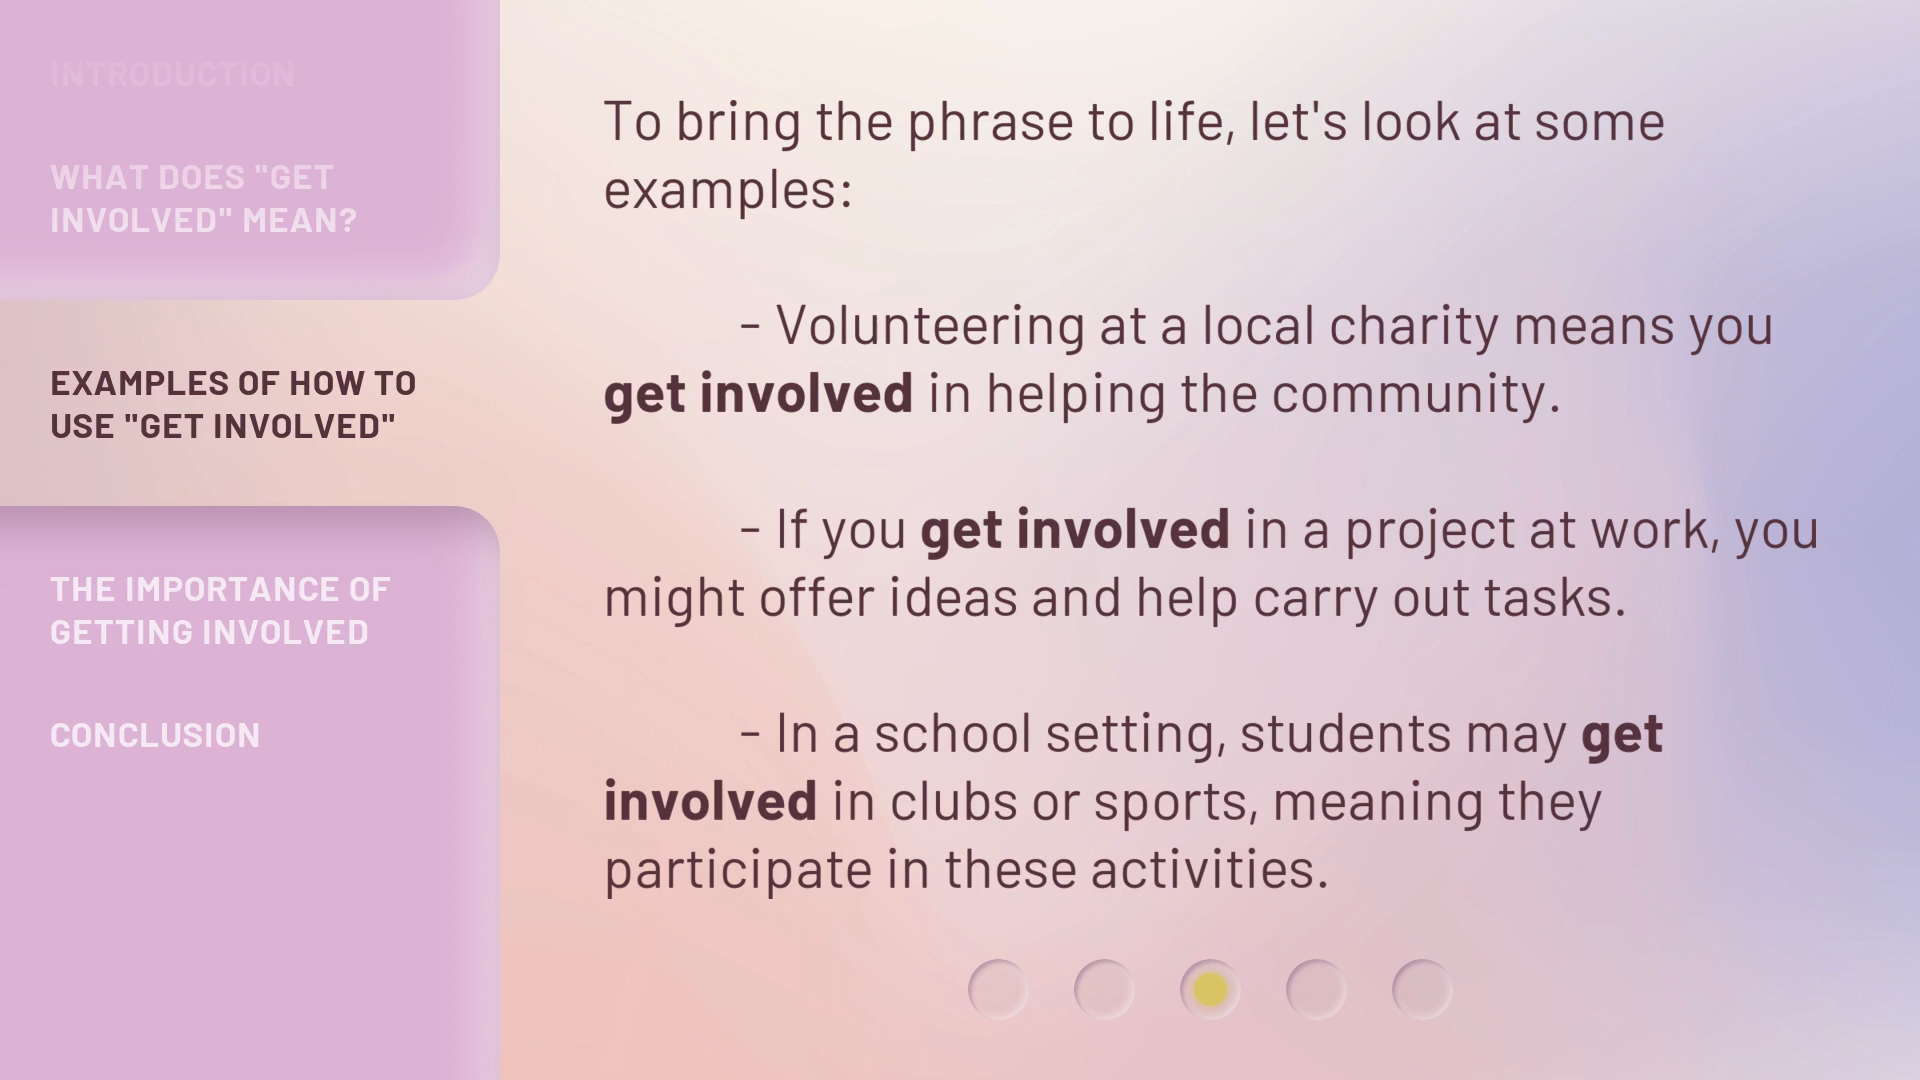 INTRODUCTION
WHAT DOES "GET
INVOLVED" MEAN?
EXAMPLES OF HOW TO
USE "GET INVOLVED"
THE IMPORTANCE OF
GETTING INVOLVED
CONCLUSION
To bring the phrase to life, let's look at some
examples:
- Volunteering at a local charity means you
get involved in helping the community.
- If you get involved in a project at work, you
might offer ideas and help carry out tasks.
- In a school setting, students may get
involved in clubs or sports, meaning they
participate in these activities.